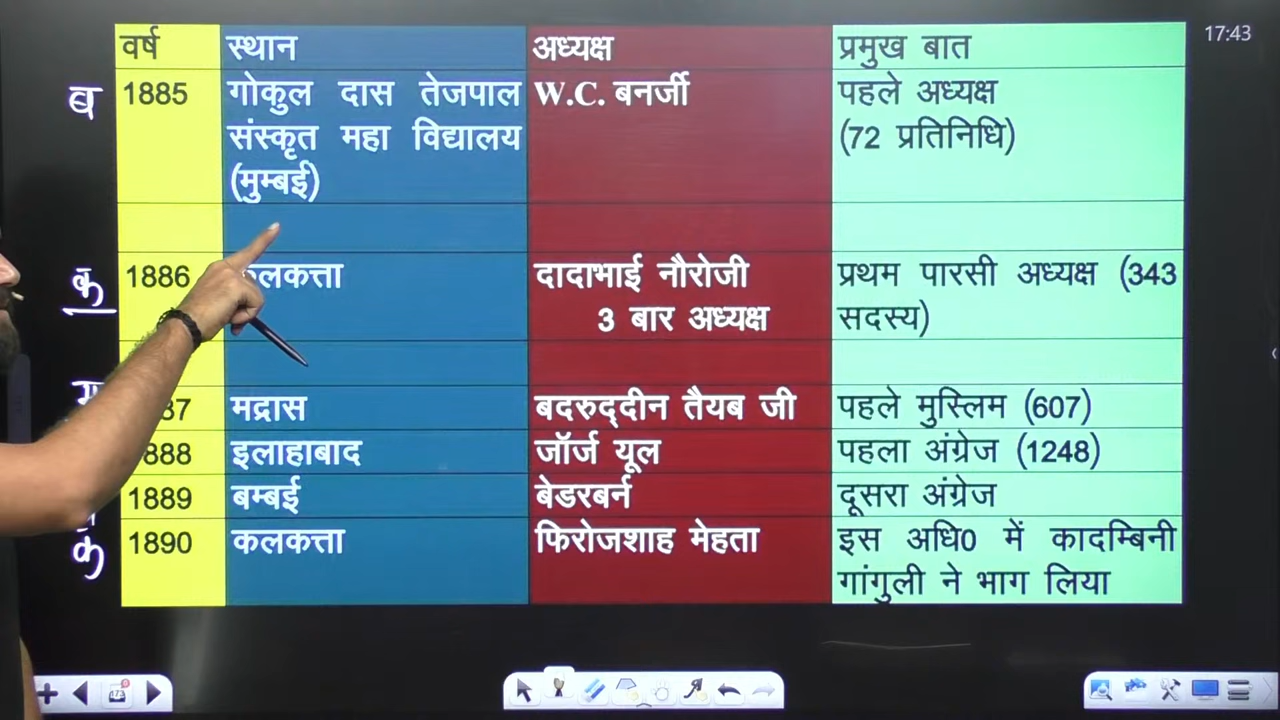 17:43
वर्ष स्थान अध्यक्ष प्रमुख बात
ब 1885 गोकुल दास तेजपाल W.C. बनर्जी पहले अध्यक्ष
संस्कृत महा विद्यालय (72 प्रतिनिधि)
(मुम्बई)
क 1886 दादाभाई नौरोजी प्रथम पारसी अध्यक्ष (343
3 बार अध्यक्ष सदस्य)
मद्रास बदरुद्दीन तैयब जी पहले मुस्लिम (607)
इलाहाबाद जॉर्ज यूल पहला अंग्रेज (1248)
1889 बम्बई बेडरबर्न दूसरा अंग्रेज
क 1890 कलकत्ता फिरोजशाह मेहता इस अधि0 में कादम्बिनी
गांगुली ने भाग लिया